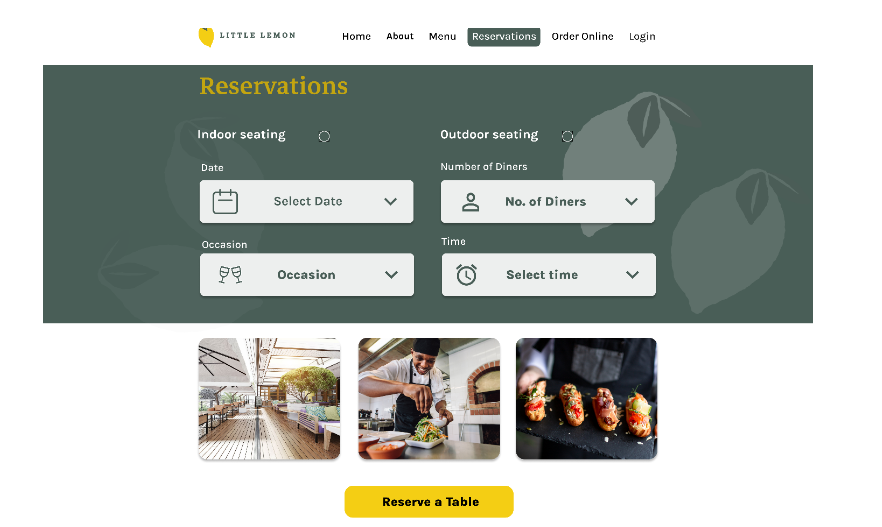 LITTLE LEMON
Home About Menu Reservations Order Online Login
Reservations
Indoor seating Outdoor seating
Date Number of Diners
Select Date No. of Diners
Occasion Time
Occasion Select time
Reserve a Table